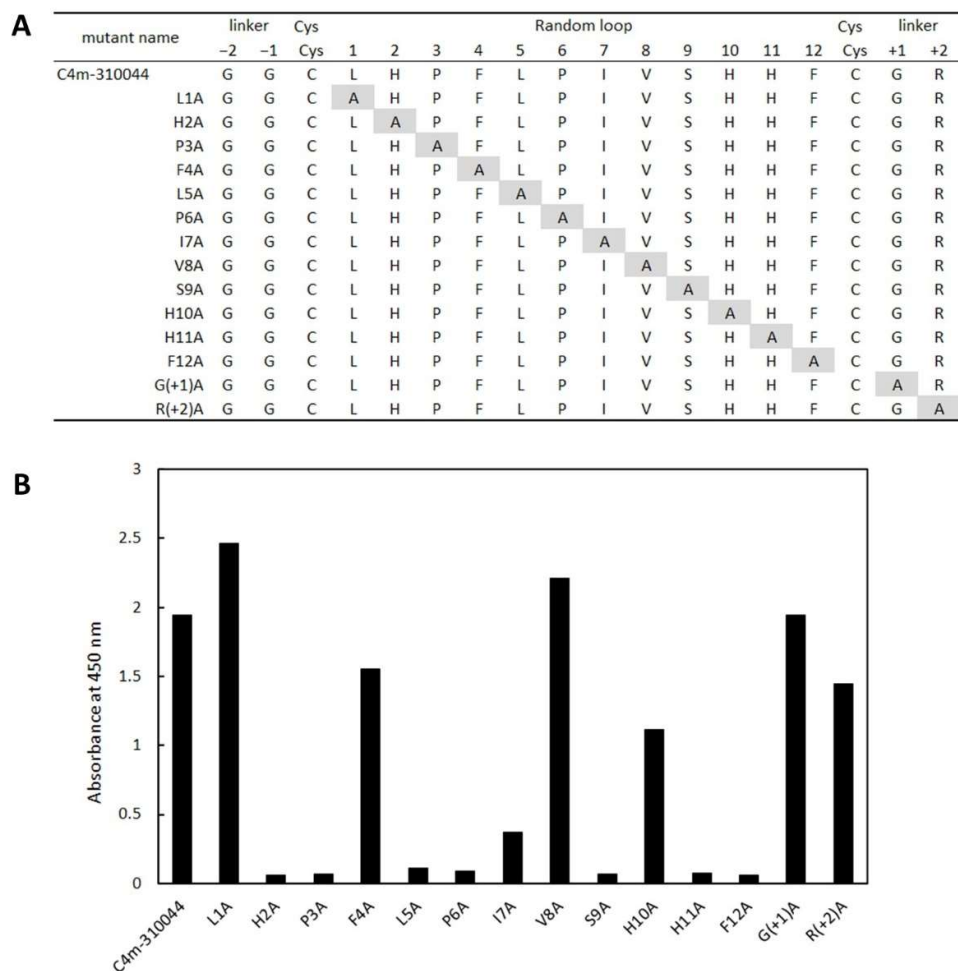 A
linker Cys Random loop Cys linker
mutant name −2 −1 Cys 1 2 3 4 5 6 7 8 9 10 11 12 Cys +1 +2
C4m-310044 G G C L H P F L P I V S H H F C G R
L1A G G C A H P F L P I V S H H F C G R
H2A G G C L A P F L P I V S H H F C G R
P3A G G C L H A F L P I V S H H F C G R
F4A G G C L H P A L P I V S H H F C G R
L5A G G C L H P F A P I V S H H F C G R
P6A G G C L H P F L A I V S H H F C G R
I7A G G C L H P F L P A V S H H F C G R
V8A G G C L H P F L P I A S H H F C G R
S9A G G C L H P F L P I V A H H F C G R
H10A G G C L H P F L P I V S A H F C G R
H11A G G C L H P F L P I V S H A F C G R
F12A G G C L H P F L P I V S H H A C G R
G(+1)A G G C L H P F L P I V S H H F C A R
R(+2)A G G C L H P F L P I V S H H F C G A
B
Absorbance at 450 nm
3
2.5
2
1.5
1
0.5
0
C4m-310044 L1A H2A P3A F4A L5A P6A I7A V8A S9A H10A H11A F12A G(+1)A R(+2)A